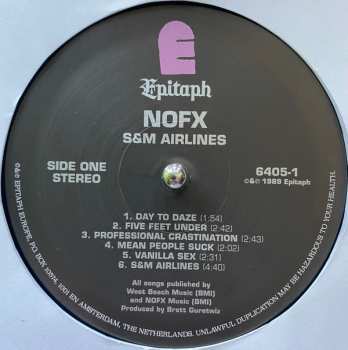 E
Epitaph
NOFX
S&M AIRLINES
SIDE ONE
STEREO
6405-1
©&℗ 1989 Epitaph
1. DAY TO DAZE (1:54)
2. FIVE FEET UNDER (2:42)
3. PROFESSIONAL CRASTINATION (2:43)
4. MEAN PEOPLE SUCK (2:02)
5. VANILLA SEX (2:31)
6. S&M AIRLINES (4:40)
All songs published by
West Beach Music (BMI)
and NOFX Music (BMI)
Produced by Brett Gurewitz
©&℗ EPITAPH EUROPE, P.O. BOX 10574, 1001 EN AMSTERDAM, THE NETHERLANDS. UNLAWFUL DUPLICATION MAY BE HAZARDOUS TO YOUR HEALTH.